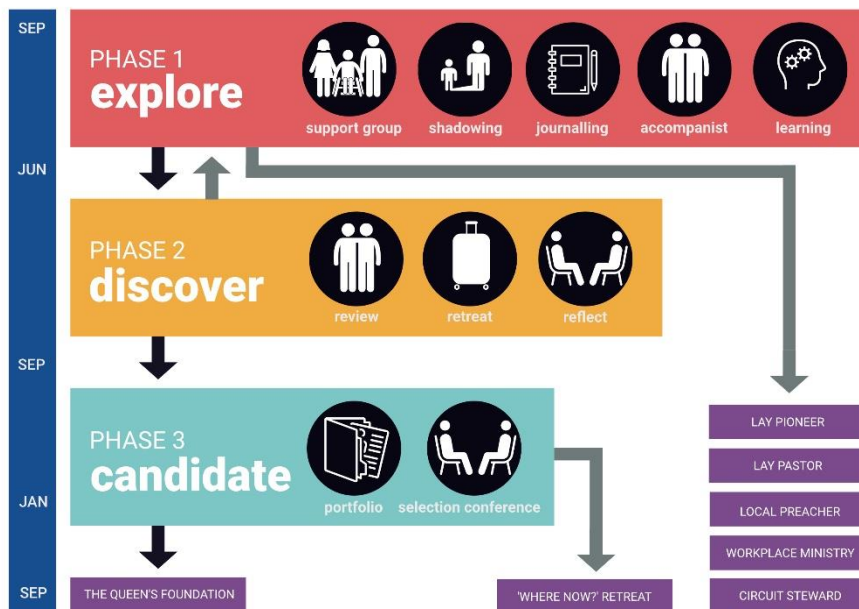 SEP
PHASE 1
explore
support group
shadowing
journalling
accompanist
learning
JUN
PHASE 2
discover
review
retreat
reflect
SEP
PHASE 3
candidate
portfolio
selection conference
JAN
LAY PIONEER
LAY PASTOR
LOCAL PREACHER
WORKPLACE MINISTRY
CIRCUIT STEWARD
SEP
THE QUEEN'S FOUNDATION
'WHERE NOW?' RETREAT